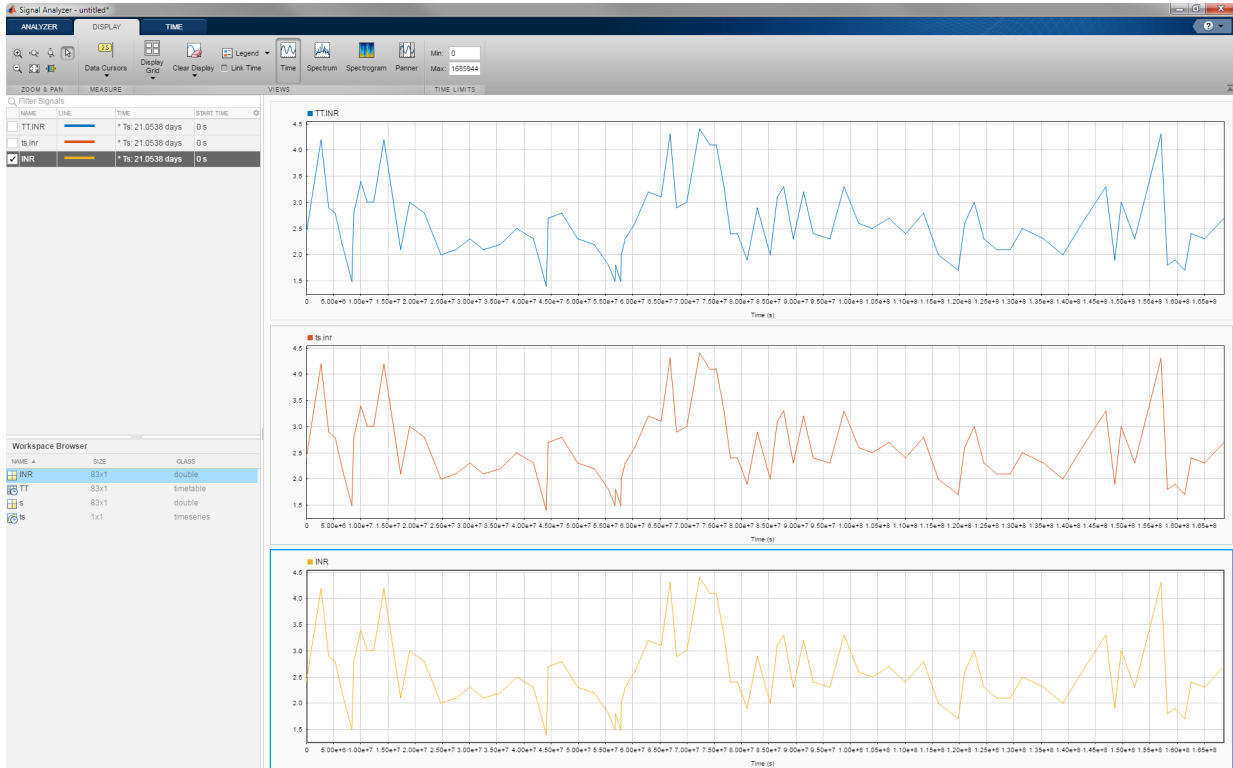 Signal Analyzer - untitled*
ANALYZER DISPLAY TIME
?
3.5
Data Cursors
Display
Grid
Clear Display
Legend
Link Time
Time
Spectrum
Spectrogram
Panner
Min: 0
Max: 1685944
ZOOM & PAN MEASURE VIEWS TIME LIMITS
Filter Signals
NAME LINE TIME START TIME
TT.INR * Ts: 21.0538 days 0 s
ts.inr * Ts: 21.0538 days 0 s
INR * Ts: 21.0538 days 0 s
Workspace Browser
NAME SIZE CLASS
INR 83x1 double
TT 83x1 timetable
s 83x1 double
ts 1x1 timeseries
TT.INR
4.5
4.0
3.5
3.0
2.5
2.0
1.5
0 5.00e+6 1.00e+7 1.50e+7 2.00e+7 2.50e+7 3.00e+7 3.50e+7 4.00e+7 4.50e+7 5.00e+7 5.50e+7 6.00e+7 6.50e+7 7.00e+7 7.50e+7 8.00e+7 8.50e+7 9.00e+7 9.50e+7 1.00e+8 1.05e+8 1.10e+8 1.15e+8 1.20e+8 1.25e+8 1.30e+8 1.35e+8 1.40e+8 1.45e+8 1.50e+8 1.55e+8 1.60e+8 1.65e+8
Time (s)
ts.inr
4.5
4.0
3.5
3.0
2.5
2.0
1.5
0 5.00e+6 1.00e+7 1.50e+7 2.00e+7 2.50e+7 3.00e+7 3.50e+7 4.00e+7 4.50e+7 5.00e+7 5.50e+7 6.00e+7 6.50e+7 7.00e+7 7.50e+7 8.00e+7 8.50e+7 9.00e+7 9.50e+7 1.00e+8 1.05e+8 1.10e+8 1.15e+8 1.20e+8 1.25e+8 1.30e+8 1.35e+8 1.40e+8 1.45e+8 1.50e+8 1.55e+8 1.60e+8 1.65e+8
Time (s)
INR
4.5
4.0
3.5
3.0
2.5
2.0
1.5
0 5.00e+6 1.00e+7 1.50e+7 2.00e+7 2.50e+7 3.00e+7 3.50e+7 4.00e+7 4.50e+7 5.00e+7 5.50e+7 6.00e+7 6.50e+7 7.00e+7 7.50e+7 8.00e+7 8.50e+7 9.00e+7 9.50e+7 1.00e+8 1.05e+8 1.10e+8 1.15e+8 1.20e+8 1.25e+8 1.30e+8 1.35e+8 1.40e+8 1.45e+8 1.50e+8 1.55e+8 1.60e+8 1.65e+8
Time (s)